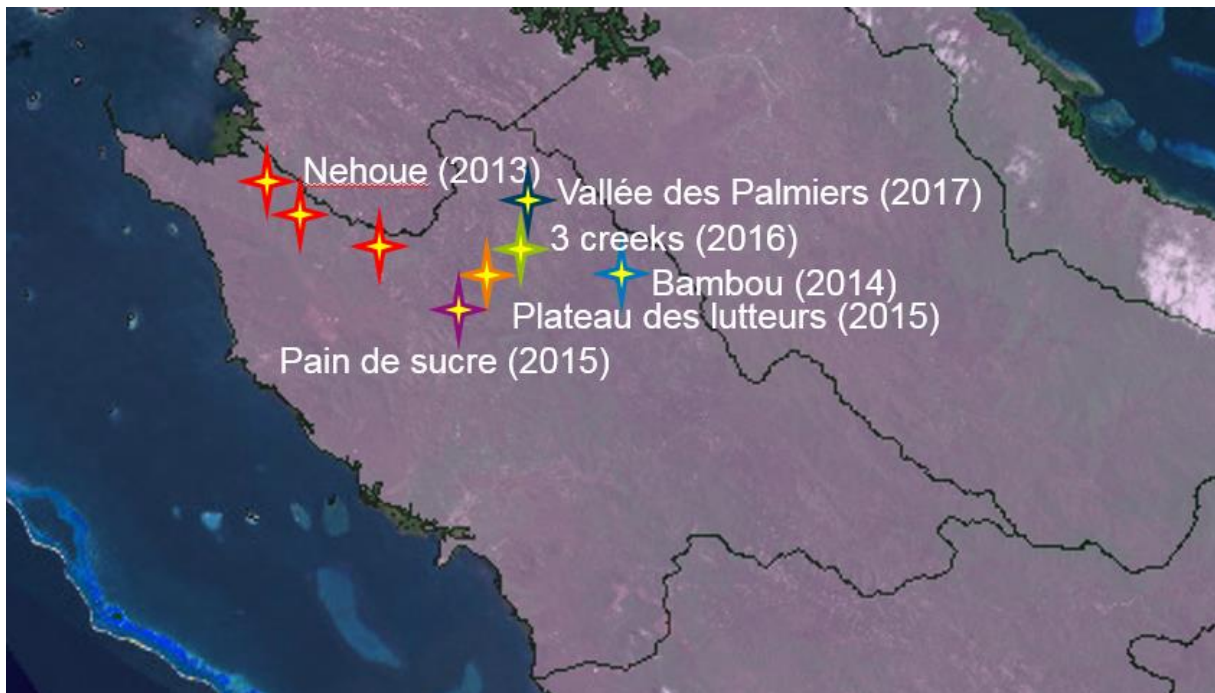 Nehoue (2013)
Vallée des Palmiers (2017)
3 creeks (2016)
Bambou (2014)
Plateau des lutteurs (2015)
Pain de sucre (2015)